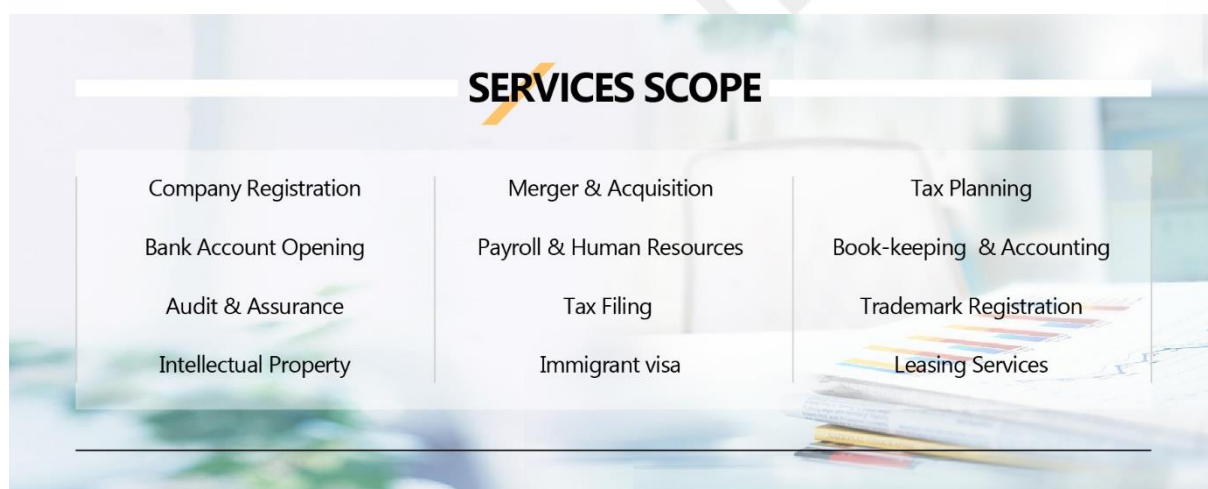 SERVICES SCOPE
Company Registration
Merger & Acquisition
Tax Planning
Bank Account Opening
Payroll & Human Resources
Book-keeping & Accounting
Audit & Assurance
Tax Filing
Trademark Registration
Intellectual Property
Immigrant visa
Leasing Services